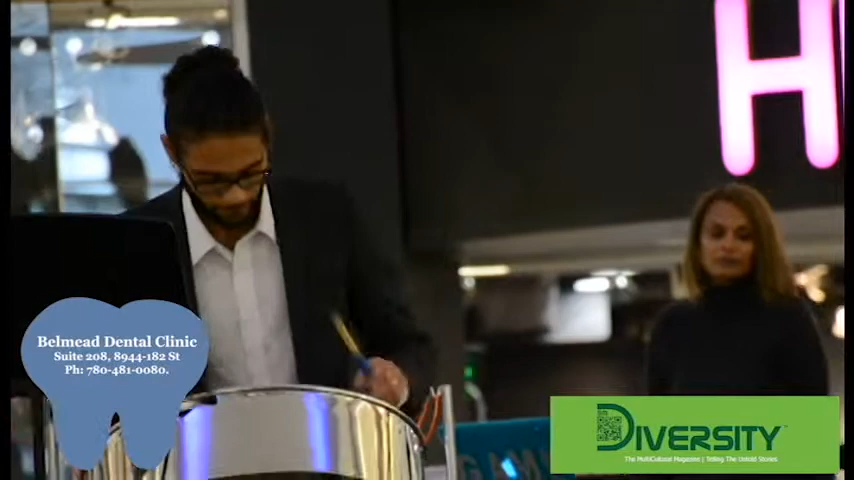 H
Belmead Dental Clinic
Suite 208, 8944-182 St
Ph: 780-481-0080.
DIVERSITY
The MultiCultural Magazine | Telling The Untold Stories